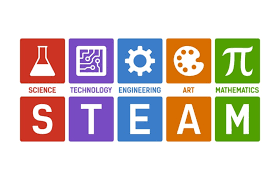 π
SCIENCE TECHNOLOGY ENGINEERING ART MATHEMATICS
S T E A M